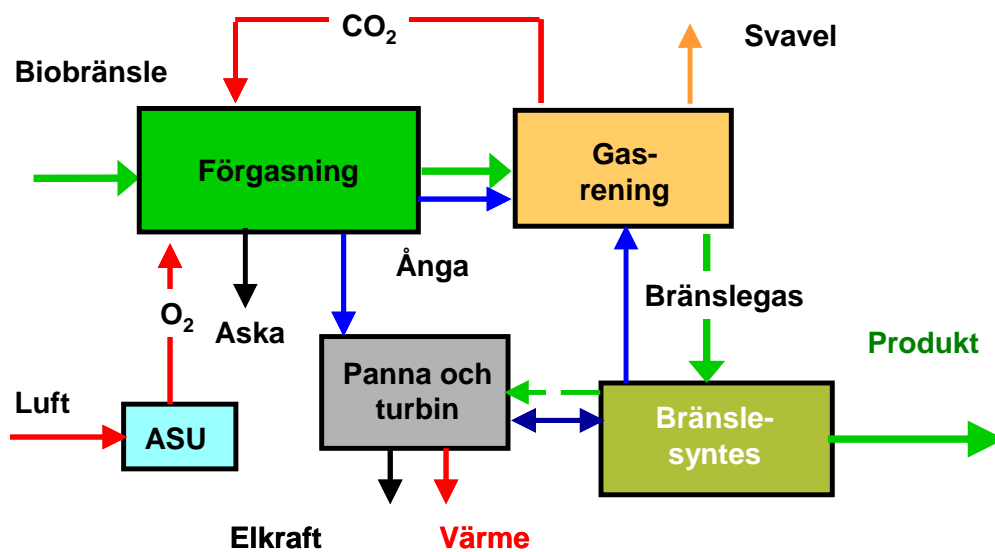 CO₂
Svavel
Biobränsle
Förgasning
Gas-
rening
Ånga
Bränslegas
O₂
Aska
Produkt
Panna och
turbin
Luft
ASU
Bränsle-
syntes
Elkraft
Värme